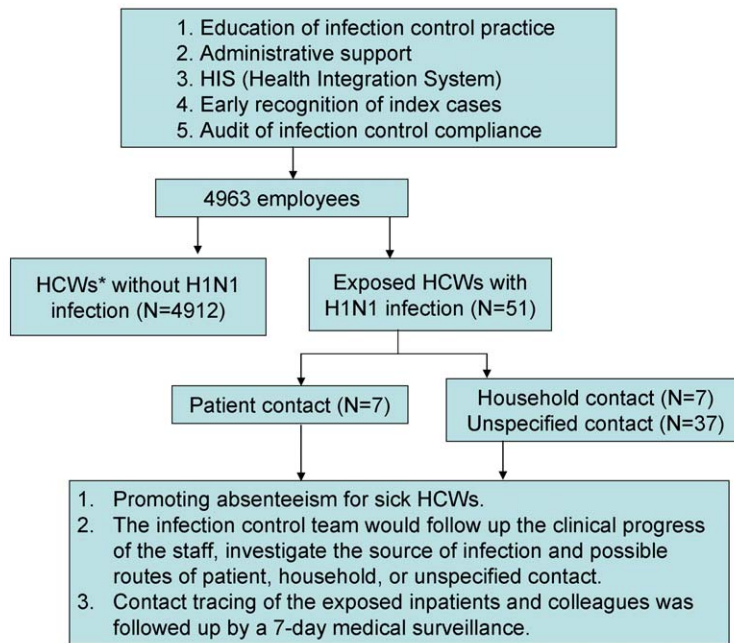 1. Education of infection control practice
2. Administrative support
3. HIS (Health Integration System)
4. Early recognition of index cases
5. Audit of infection control compliance
4963 employees
HCWs* without H1N1
infection (N=4912)
Exposed HCWs with
H1N1 infection (N=51)
Patient contact (N=7)
Household contact (N=7)
Unspecified contact (N=37)
1. Promoting absenteeism for sick HCWs.
2. The infection control team would follow up the clinical progress
of the staff, investigate the source of infection and possible
routes of patient, household, or unspecified contact.
3. Contact tracing of the exposed inpatients and colleagues was
followed up by a 7-day medical surveillance.